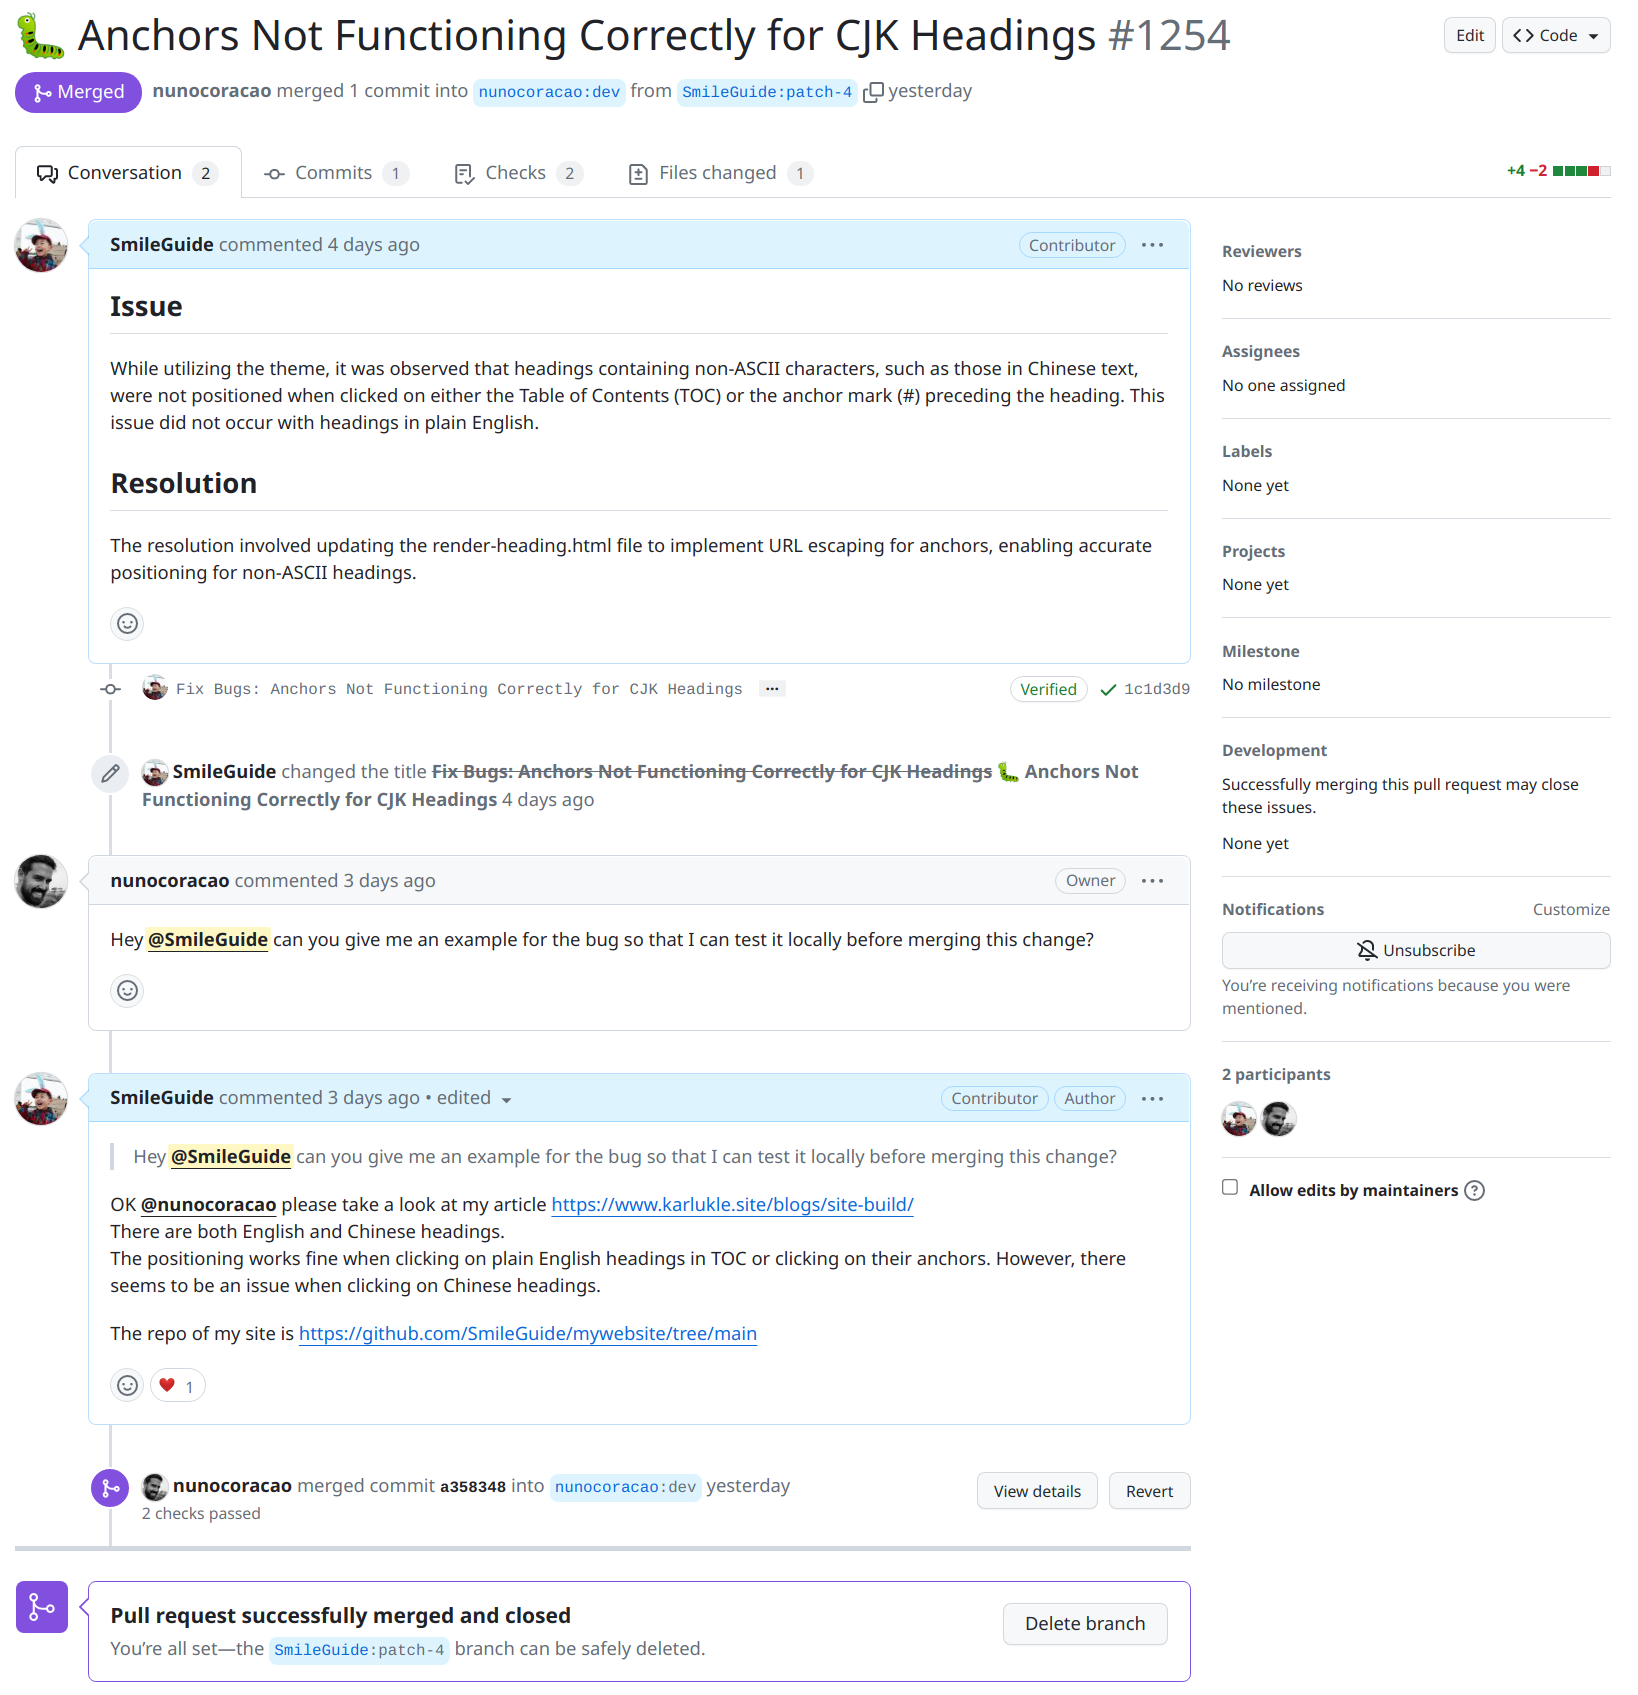 🐛 Anchors Not Functioning Correctly for CJK Headings #1254
Edit
Code
Merged
nunocoracao merged 1 commit into nunocoracao:dev from SmileGuide:patch-4 yesterday
Conversation 2
Commits 1
Checks 2
Files changed 1
+4 −2
SmileGuide commented 4 days ago
Contributor
Issue
While utilizing the theme, it was observed that headings containing non-ASCII characters, such as those in Chinese text,
were not positioned when clicked on either the Table of Contents (TOC) or the anchor mark (#) preceding the heading. This
issue did not occur with headings in plain English.
Resolution
The resolution involved updating the render-heading.html file to implement URL escaping for anchors, enabling accurate
positioning for non-ASCII headings.
Fix Bugs: Anchors Not Functioning Correctly for CJK Headings
Verified
1c1d3d9
SmileGuide changed the title Fix Bugs: Anchors Not Functioning Correctly for CJK Headings 🐛 Anchors Not
Functioning Correctly for CJK Headings 4 days ago
nunocoracao commented 3 days ago
Owner
Hey @SmileGuide can you give me an example for the bug so that I can test it locally before merging this change?
SmileGuide commented 3 days ago • edited
Contributor
Author
Hey @SmileGuide can you give me an example for the bug so that I can test it locally before merging this change?
OK @nunocoracao please take a look at my article https://www.karlukle.site/blogs/site-build/
There are both English and Chinese headings.
The positioning works fine when clicking on plain English headings in TOC or clicking on their anchors. However, there
seems to be an issue when clicking on Chinese headings.
The repo of my site is https://github.com/SmileGuide/mywebsite/tree/main
❤️ 1
nunocoracao merged commit a358348 into nunocoracao:dev yesterday
2 checks passed
View details
Revert
Pull request successfully merged and closed
You’re all set—the SmileGuide:patch-4 branch can be safely deleted.
Delete branch
Reviewers
No reviews
Assignees
No one assigned
Labels
None yet
Projects
None yet
Milestone
No milestone
Development
Successfully merging this pull request may close
these issues.
None yet
Notifications
Customize
Unsubscribe
You’re receiving notifications because you were
mentioned.
2 participants
Allow edits by maintainers